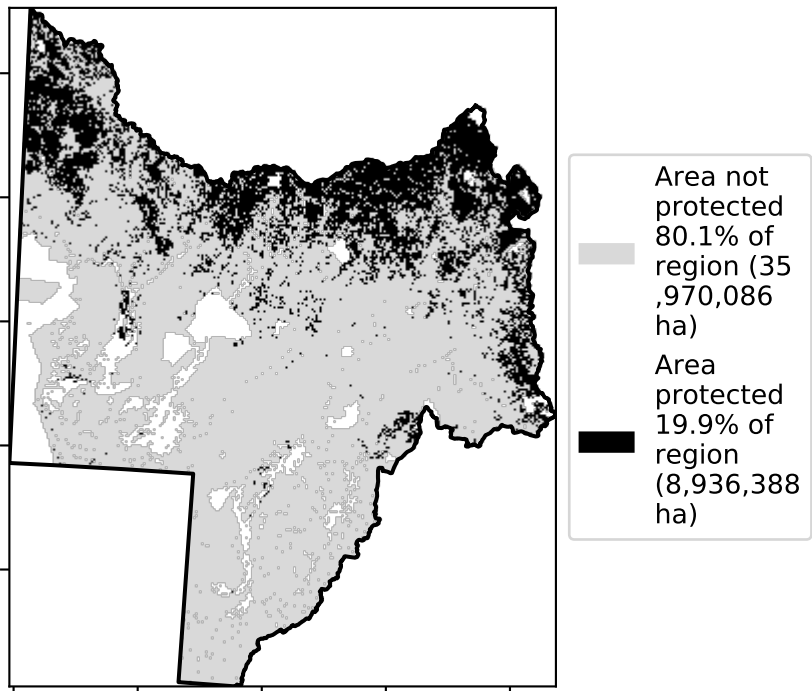 Area not
protected
80.1% of
region (35
,970,086
ha)
Area
protected
19.9% of
region
(8,936,388
ha)